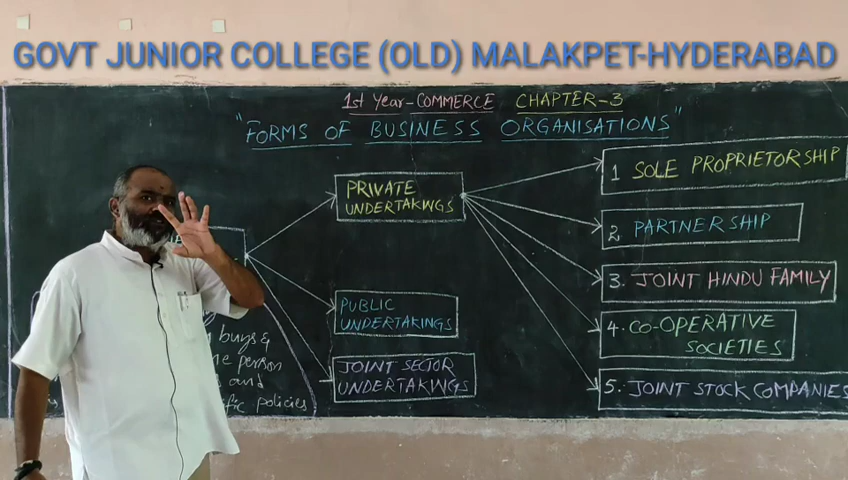 GOVT JUNIOR COLLEGE (OLD) MALAKPET-HYDERABAD
1st Year-COMMERCE CHAPTER-3
"FORMS OF BUSINESS ORGANISATIONS"
PRIVATE
UNDERTAKINGS
PUBLIC
UNDERTAKINGS
JOINT SECTOR
UNDERTAKINGS
1 SOLE PROPRIETORSHIP
2 PARTNERSHIP
3. JOINT HINDU FAMILY
4. CO-OPERATIVE
SOCIETIES
5. JOINT STOCK COMPANIES
buys &
person
and
policies